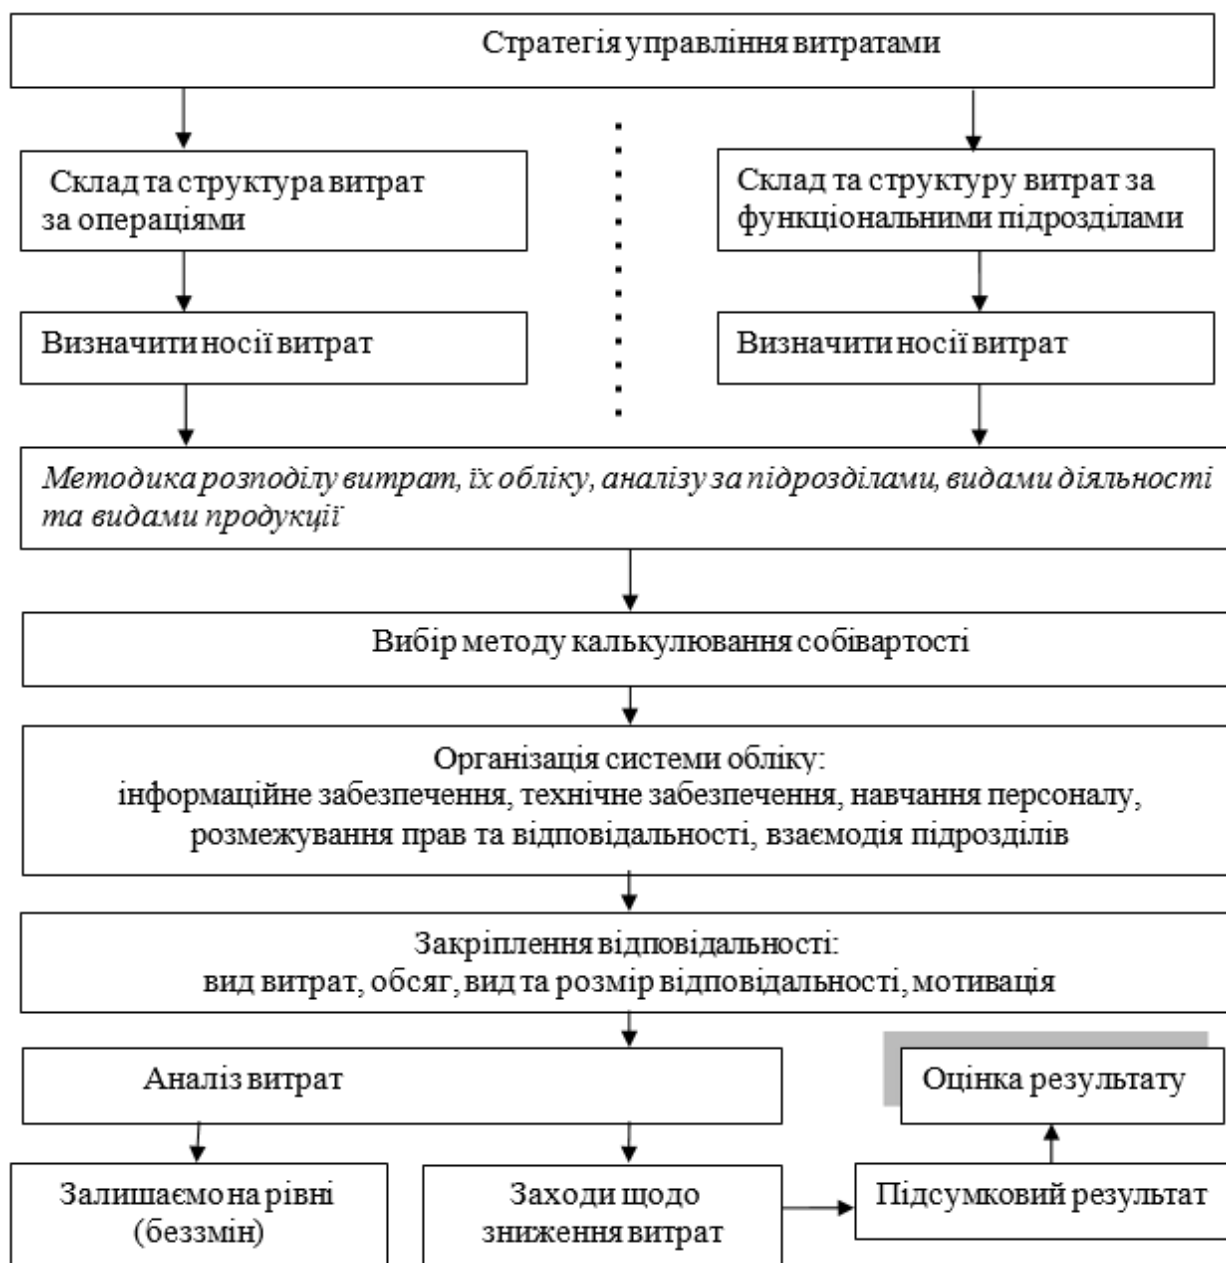 Стратегія управління витратами
Склад та структура витрат
за операціями
Склад та структуру витрат за
функціональними підрозділами
Визначити носії витрат
Визначити носії витрат
Методика розподілу витрат, їх обліку, аналізу за підрозділами, видами діяльності
та видами продукції
Вибір методу калькулювання собівартості
Організація системи обліку:
інформаційне забезпечення, технічне забезпечення, навчання персоналу,
розмежування прав та відповідальності, взаємодія підрозділів
Закріплення відповідальності:
вид витрат, обсяг, вид та розмір відповідальності, мотивація
Аналіз витрат
Оцінка результату
Залишаємо на рівні
(беззмін)
Заходи щодо
зниження витрат
Підсумковий результат